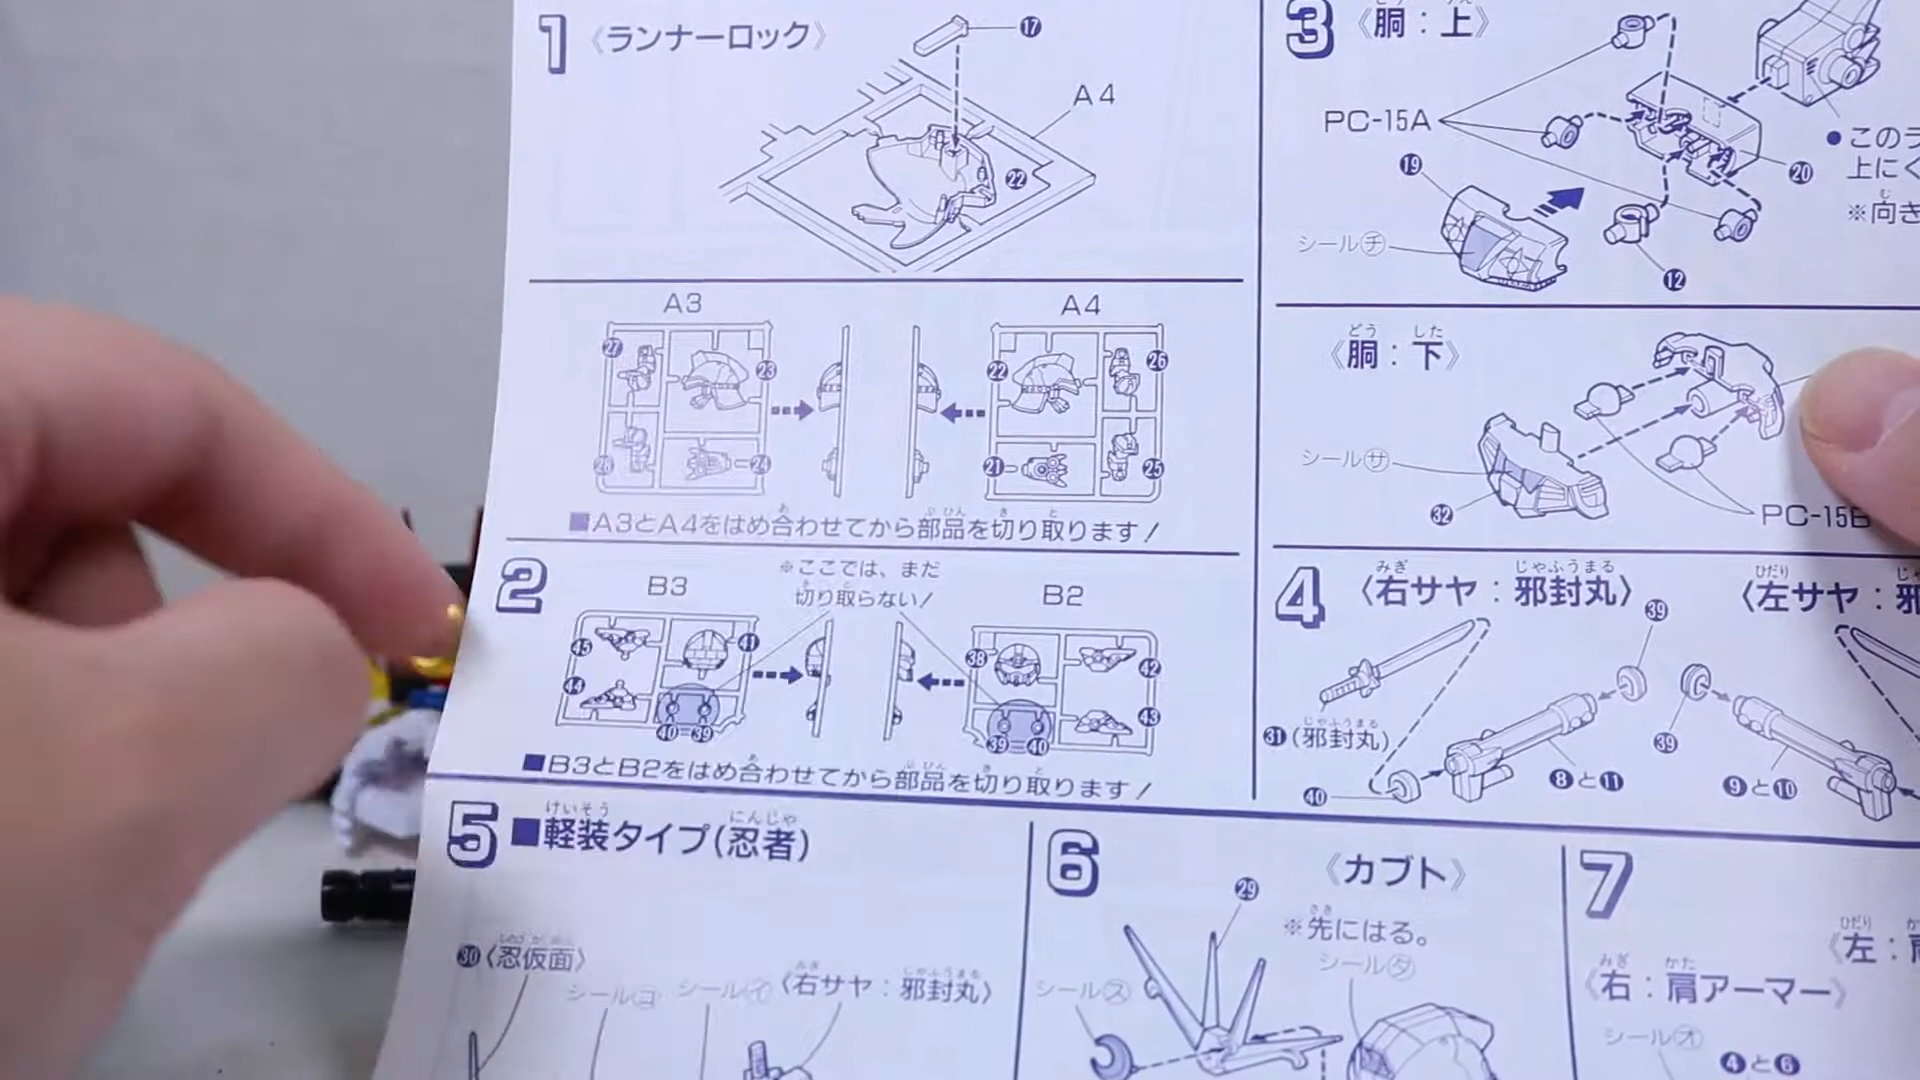 1 《ランナーロック》
17
A4
22
A3
A4
27
23
22
26
28
24
21
25
■A3とA4をはめ合わせてから部品を切り取ります!
2
※ここでは、まだ
切り取らない!
B3
B2
45
41
38
42
44
43
40=39
39=40
■B3とB2をはめ合わせてから部品を切り取ります!
3 《胴:上》
PC-15A
19
20
シールチ
12
●このラ
上にく
※向き
《胴:下》
シールサ
32
PC-15B
4 〈右サヤ:邪封丸〉
〈左サヤ:邪
39
31(邪封丸)
39
40
8と11
9と10
5 ■軽装タイプ(忍者)
30〈忍仮面〉
シールコ
シールイ
〈右サヤ:邪封丸〉
6 《カブト》
29
※先にはる。
シールタ
シールス
7
《左:肩
《右:肩アーマー》
シールオ
4と6